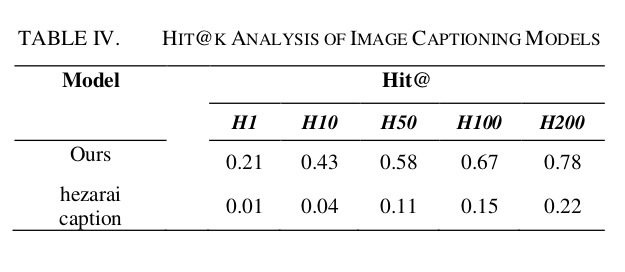 TABLE IV. HIT@K ANALYSIS OF IMAGE CAPTIONING MODELS
Model Hit@
H1 H10 H50 H100 H200
Ours 0.21 0.43 0.58 0.67 0.78
hezarai
caption 0.01 0.04 0.11 0.15 0.22